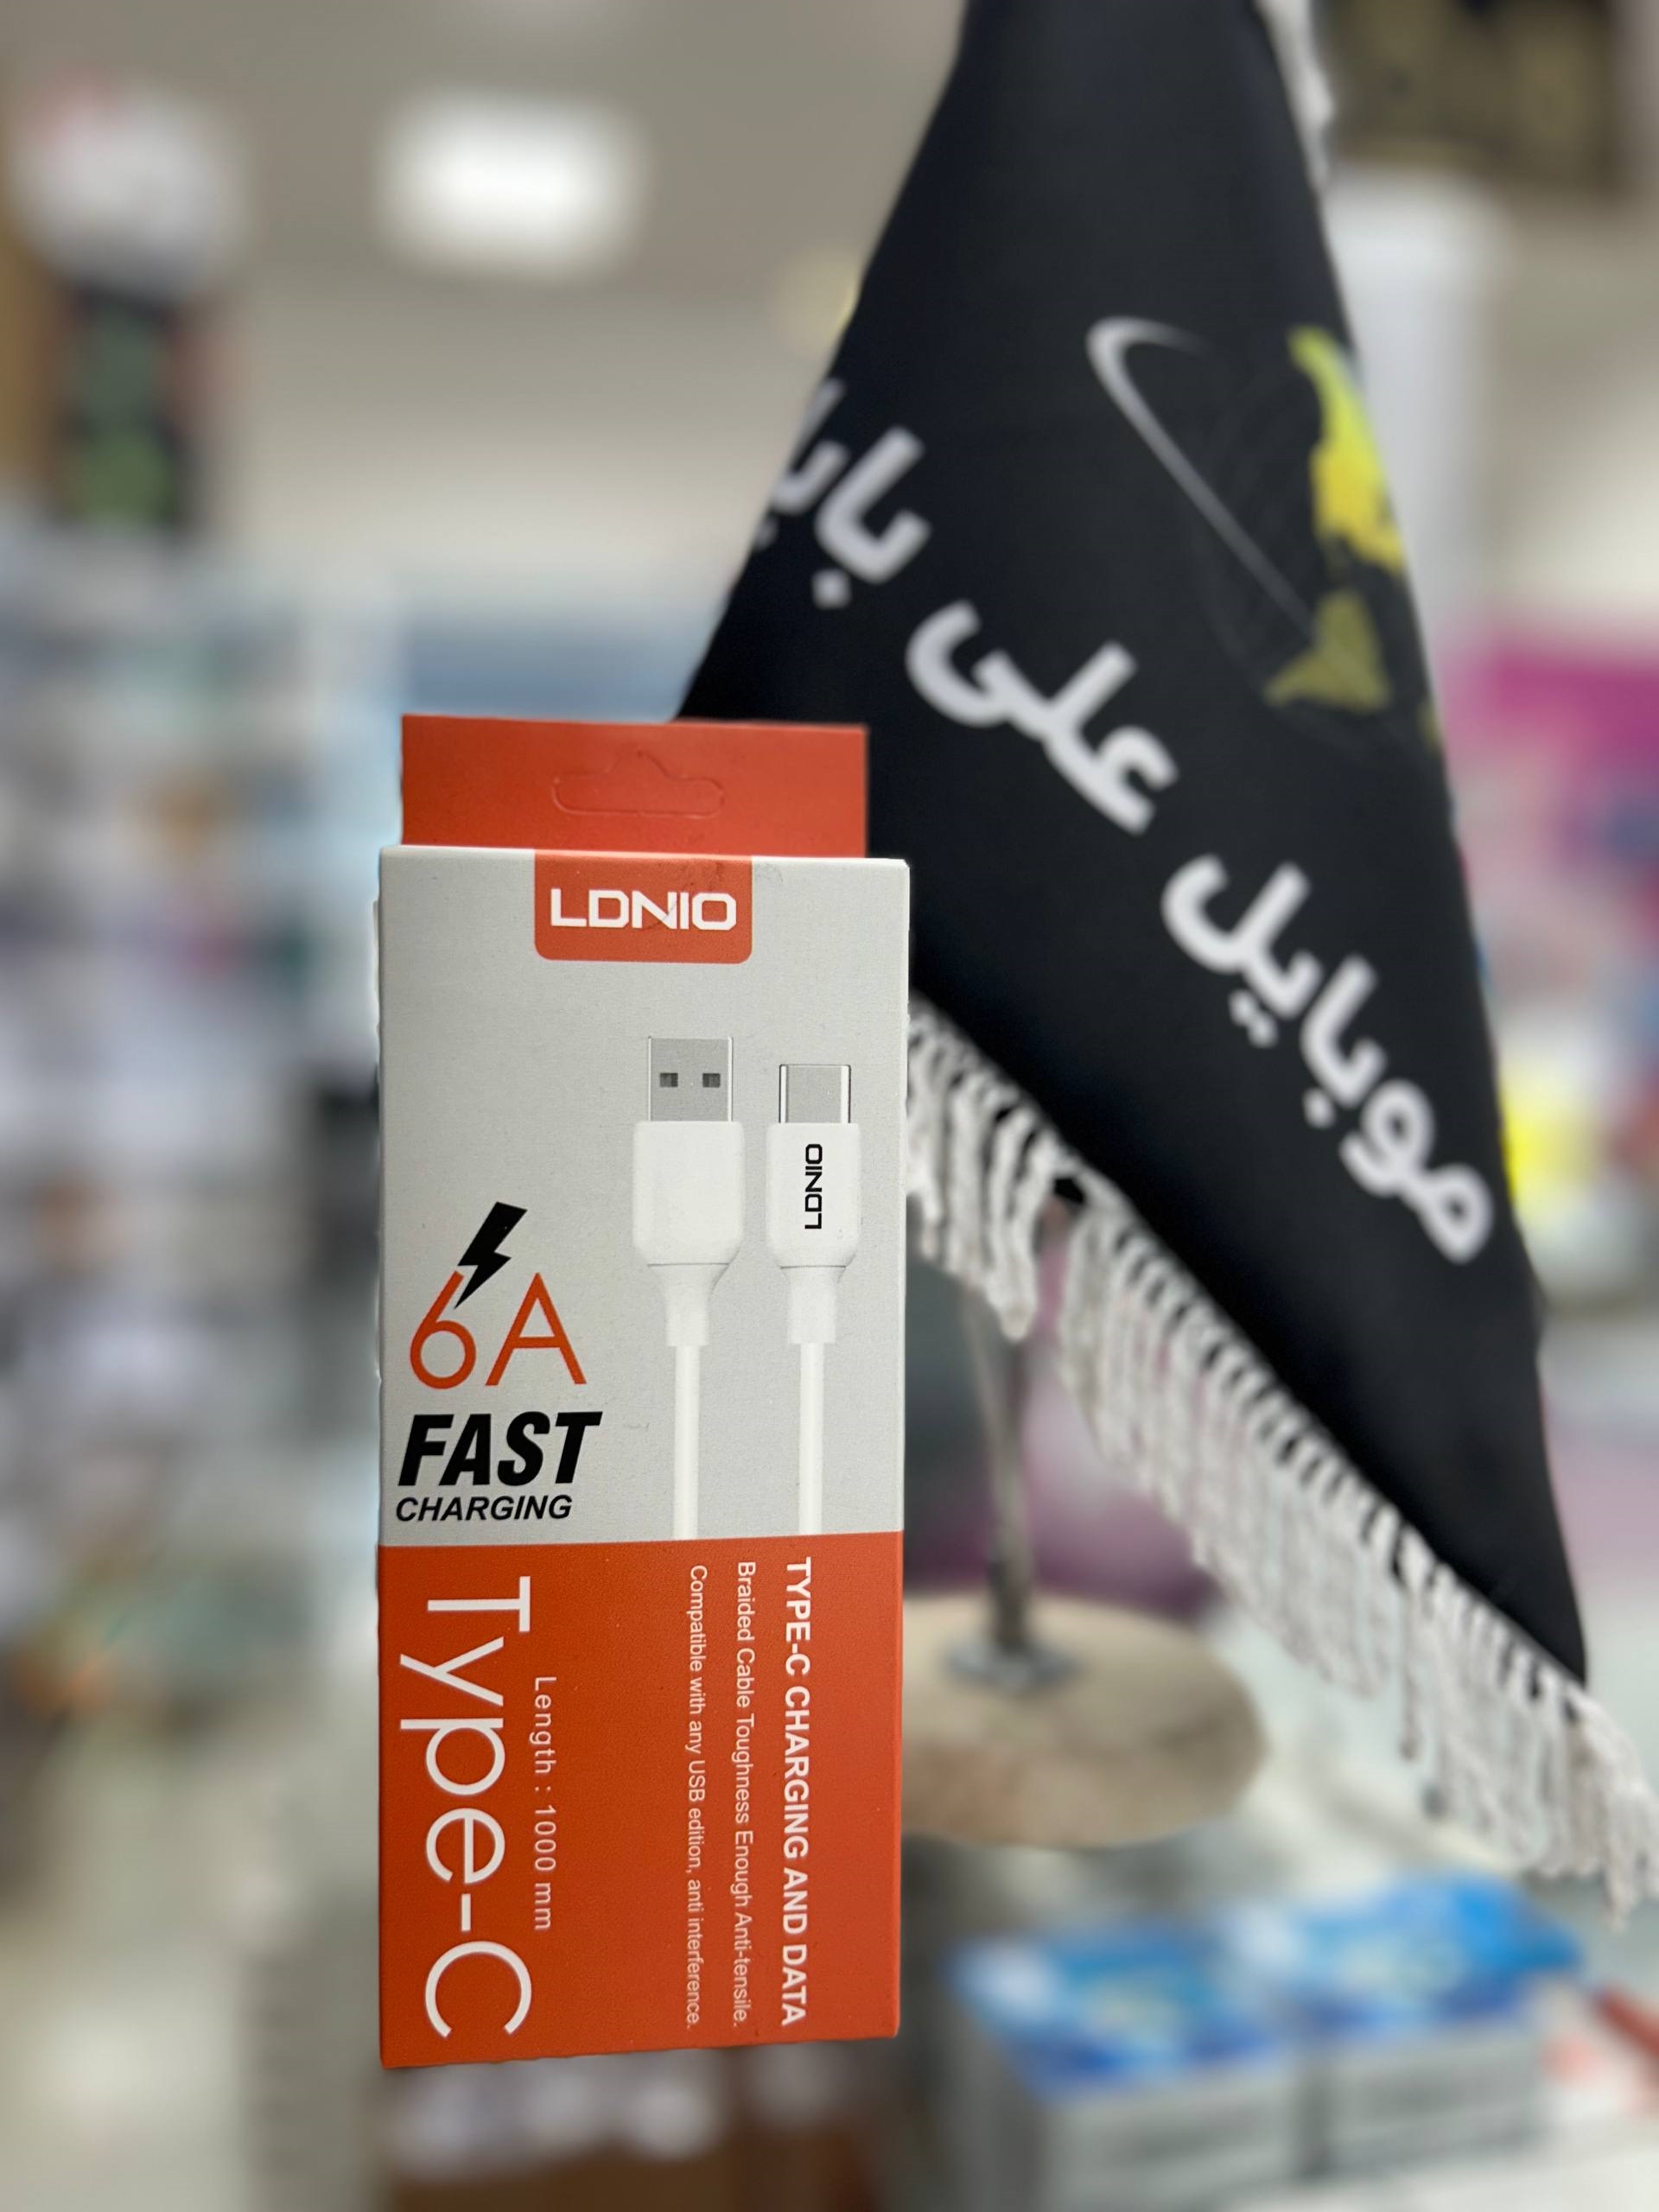 موبایل علی بابا
LDNIO
LDNIO
6A
FAST
CHARGING
TYPE-C CHARGING AND DATA
Braided Cable Toughness Enough Anti-tensile.
Compatible with any USB edition, anti interference.
Length : 1000 mm
Type-C